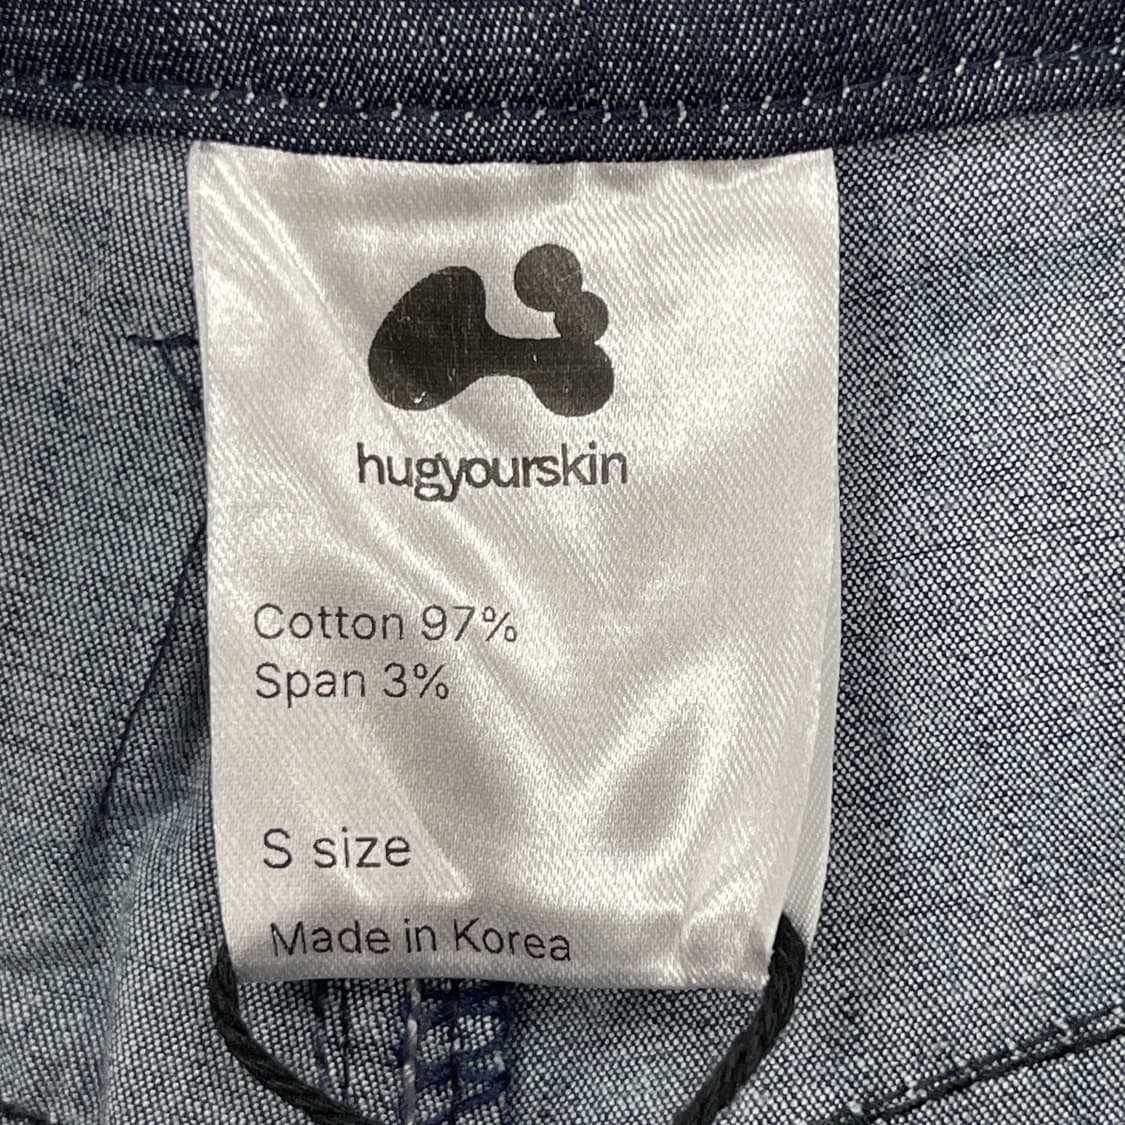 hugyourskin
Cotton 97%
Span 3%
S size
Made in Korea